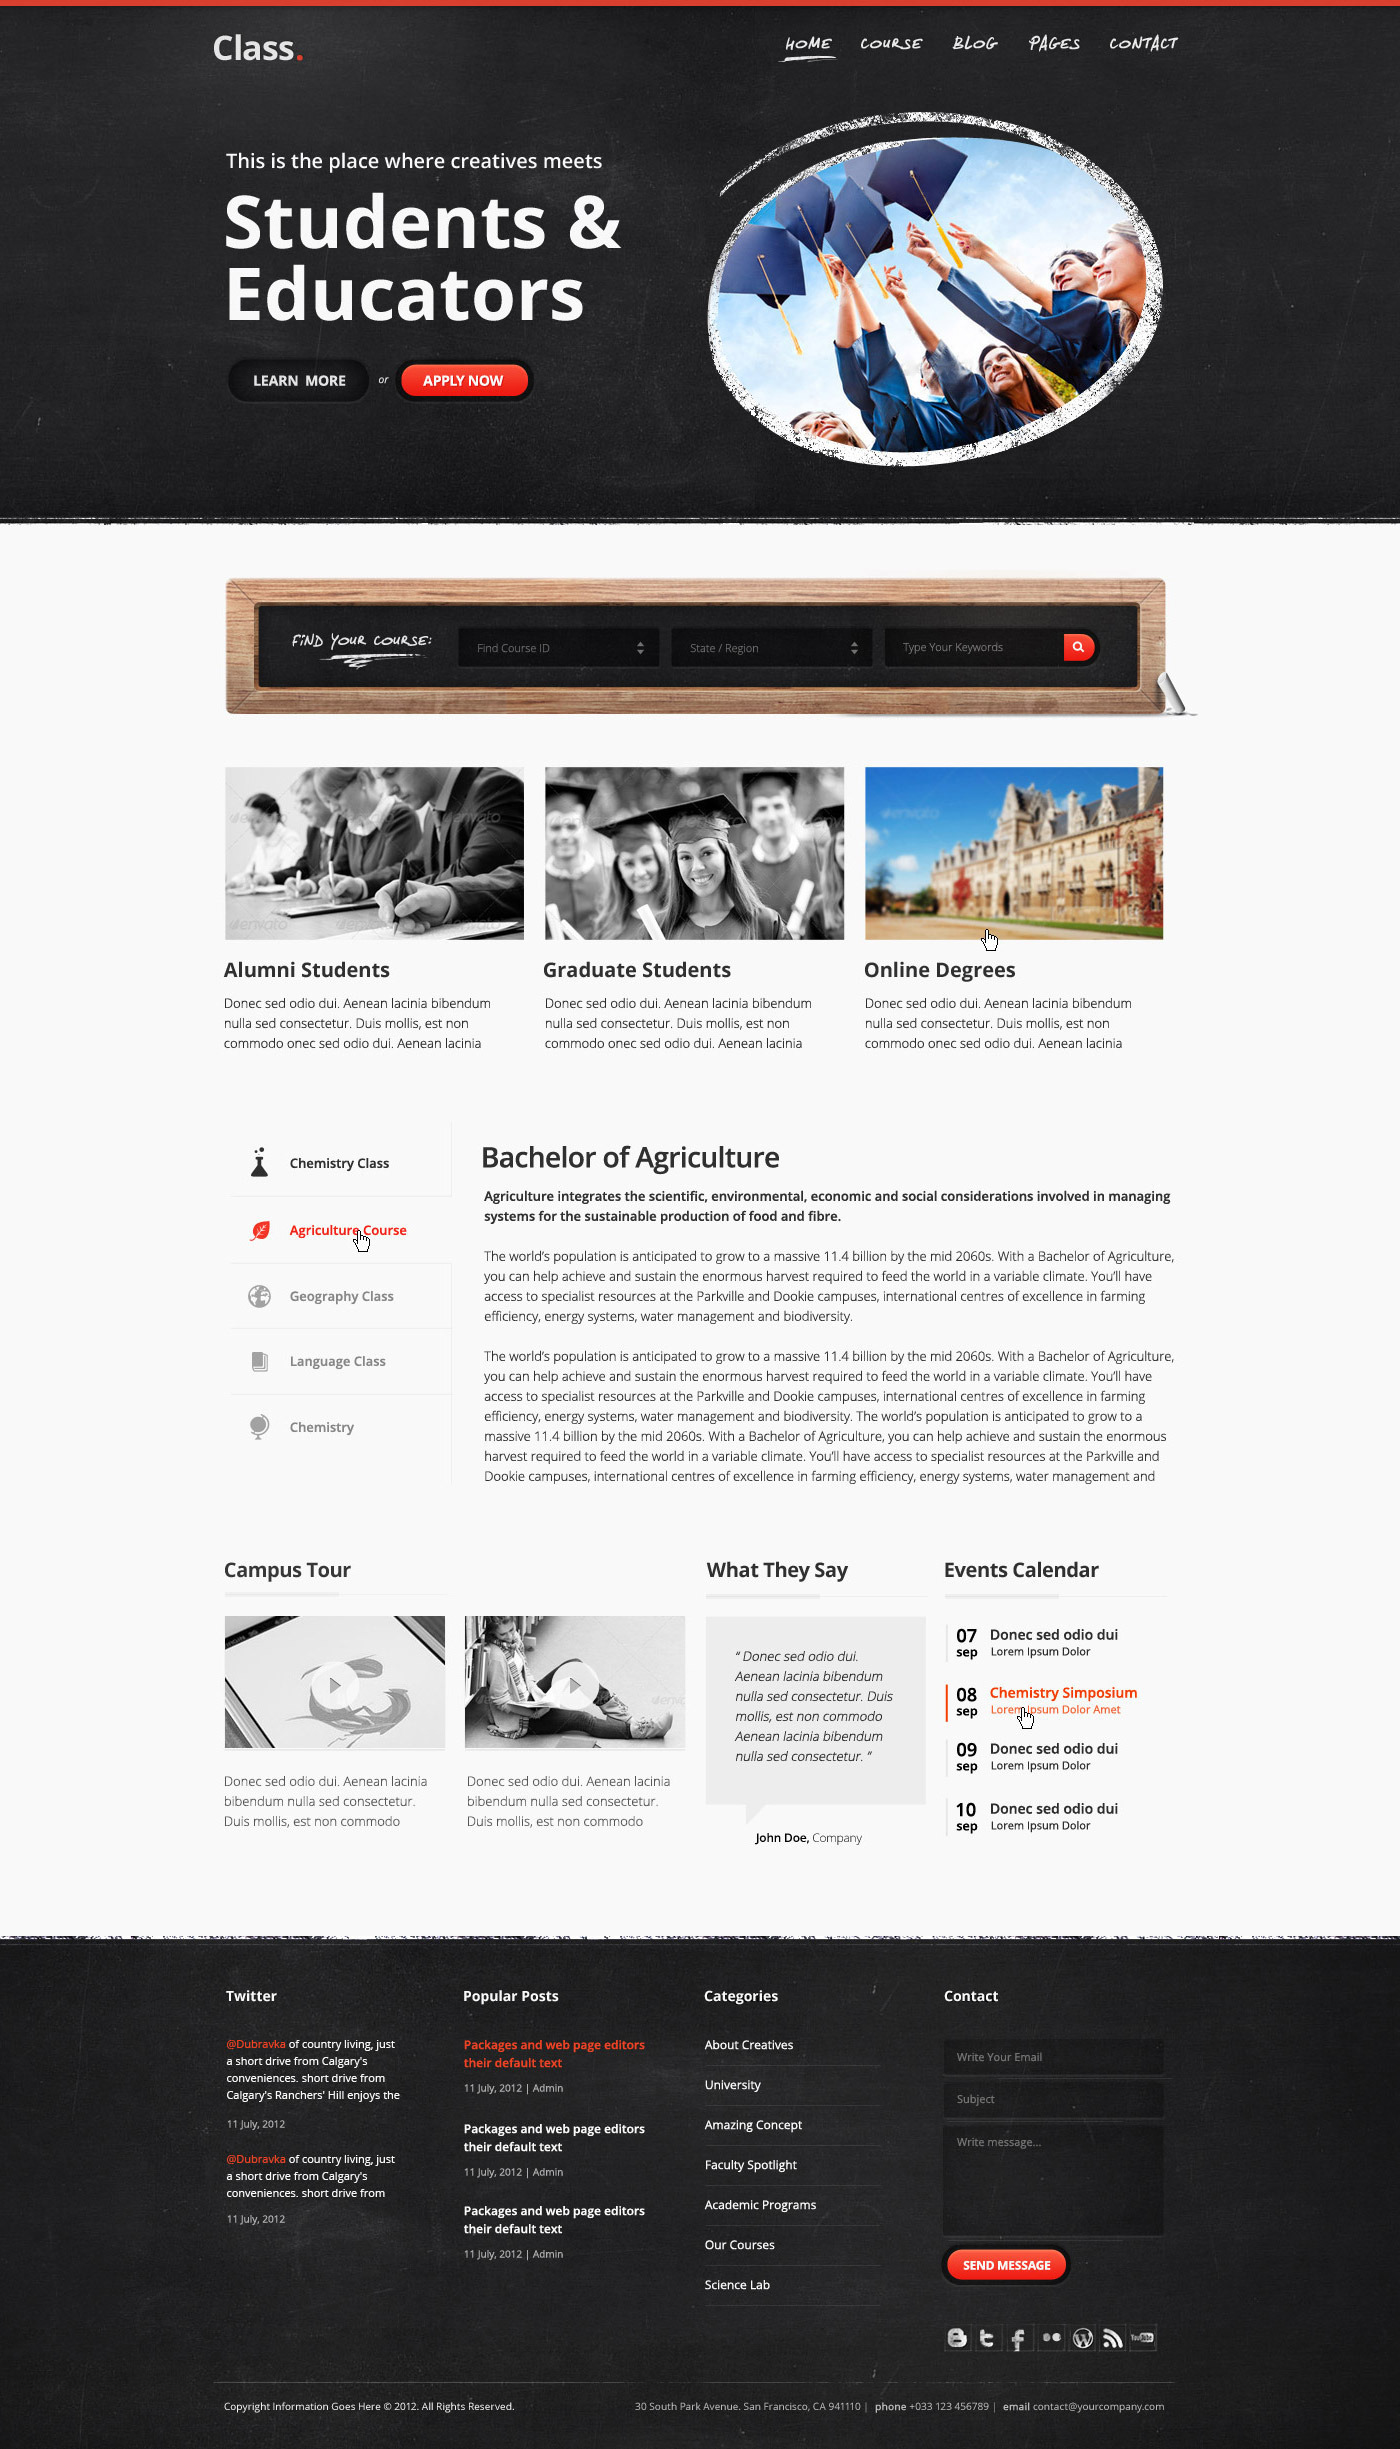 Class.
HOME COURSE BLOG PAGES CONTACT
This is the place where creatives meets
Students &
Educators
LEARN MORE or APPLY NOW
FIND YOUR COURSE:
Find Course ID
State / Region
Type Your Keywords
envato
envato
envato
envato
Alumni Students
Donec sed odio dui. Aenean lacinia bibendum
nulla sed consectetur. Duis mollis, est non
commodo onec sed odio dui. Aenean lacinia
Graduate Students
Donec sed odio dui. Aenean lacinia bibendum
nulla sed consectetur. Duis mollis, est non
commodo onec sed odio dui. Aenean lacinia
Online Degrees
Donec sed odio dui. Aenean lacinia bibendum
nulla sed consectetur. Duis mollis, est non
commodo onec sed odio dui. Aenean lacinia
Chemistry Class
Agriculture Course
Geography Class
Language Class
Chemistry
Bachelor of Agriculture
Agriculture integrates the scientific, environmental, economic and social considerations involved in managing
systems for the sustainable production of food and fibre.
The world's population is anticipated to grow to a massive 11.4 billion by the mid 2060s. With a Bachelor of Agriculture,
you can help achieve and sustain the enormous harvest required to feed the world in a variable climate. You'll have
access to specialist resources at the Parkville and Dookie campuses, international centres of excellence in farming
efficiency, energy systems, water management and biodiversity.
The world's population is anticipated to grow to a massive 11.4 billion by the mid 2060s. With a Bachelor of Agriculture,
you can help achieve and sustain the enormous harvest required to feed the world in a variable climate. You'll have
access to specialist resources at the Parkville and Dookie campuses, international centres of excellence in farming
efficiency, energy systems, water management and biodiversity. The world's population is anticipated to grow to a
massive 11.4 billion by the mid 2060s. With a Bachelor of Agriculture, you can help achieve and sustain the enormous
harvest required to feed the world in a variable climate. You'll have access to specialist resources at the Parkville and
Dookie campuses, international centres of excellence in farming efficiency, energy systems, water management and
Campus Tour
Donec sed odio dui. Aenean lacinia
bibendum nulla sed consectetur.
Duis mollis, est non commodo
Donec sed odio dui. Aenean lacinia
bibendum nulla sed consectetur.
Duis mollis, est non commodo
What They Say
“ Donec sed odio dui.
Aenean lacinia bibendum
nulla sed consectetur. Duis
mollis, est non commodo
Aenean lacinia bibendum
nulla sed consectetur. ”
John Doe, Company
Events Calendar
07 Donec sed odio dui
sep Lorem Ipsum Dolor
08 Chemistry Simposium
sep Lorem Ipsum Dolor Amet
09 Donec sed odio dui
sep Lorem Ipsum Dolor
10 Donec sed odio dui
sep Lorem Ipsum Dolor
Twitter
@Dubravka of country living, just
a short drive from Calgary's
conveniences. short drive from
Calgary's Ranchers' Hill enjoys the
11 July, 2012
@Dubravka of country living, just
a short drive from Calgary's
conveniences. short drive from
11 July, 2012
Popular Posts
Packages and web page editors
their default text
11 July, 2012 | Admin
Packages and web page editors
their default text
11 July, 2012 | Admin
Packages and web page editors
their default text
11 July, 2012 | Admin
Categories
About Creatives
University
Amazing Concept
Faculty Spotlight
Academic Programs
Our Courses
Science Lab
Contact
Write Your Email
Subject
Write message...
SEND MESSAGE
YouTube
Copyright Information Goes Here © 2012. All Rights Reserved.
30 South Park Avenue. San Francisco, CA 941110 | phone +033 123 456789 | email contact@yourcompany.com